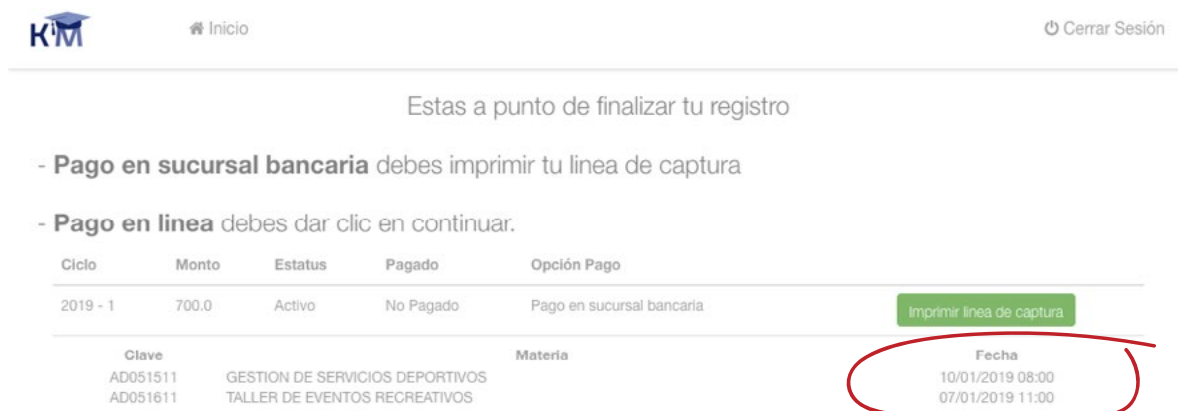 KM Inicio Cerrar Sesión
Estas a punto de finalizar tu registro
- Pago en sucursal bancaria debes imprimir tu linea de captura
- Pago en linea debes dar clic en continuar.
Ciclo Monto Estatus Pagado Opción Pago
2019 - 1 700.0 Activo No Pagado Pago en sucursal bancaria Imprimir linea de captura
Clave Materia Fecha
AD051511 GESTION DE SERVICIOS DEPORTIVOS 10/01/2019 08:00
AD051611 TALLER DE EVENTOS RECREATIVOS 07/01/2019 11:00